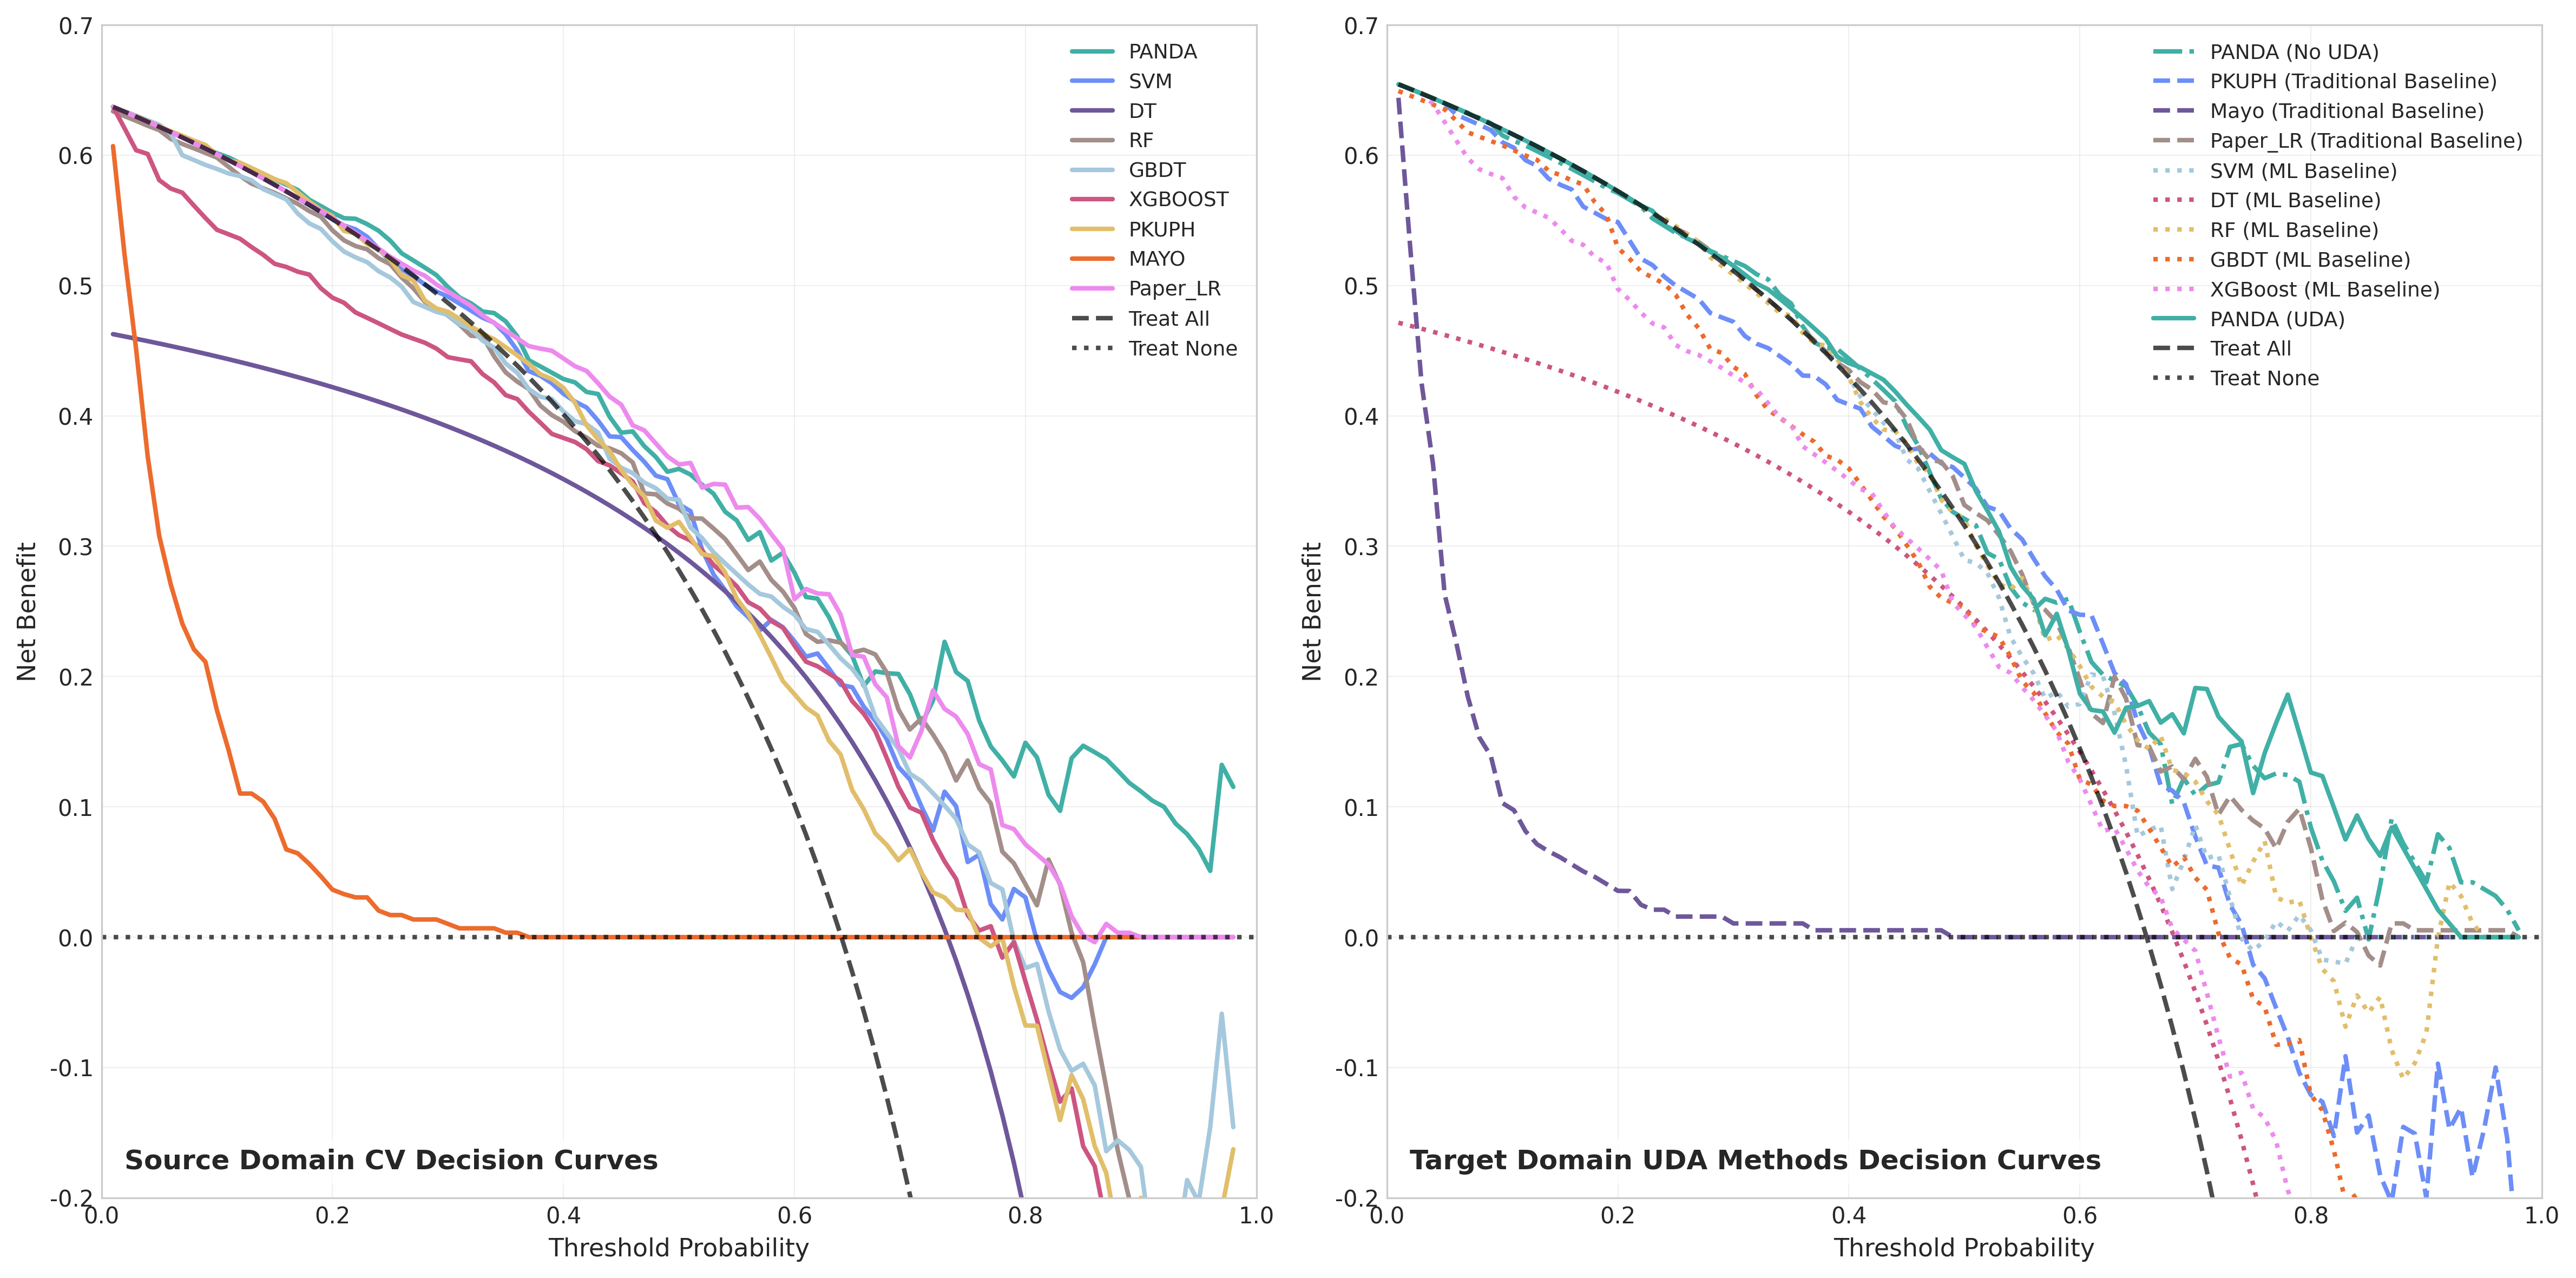 0.7
0.6
0.5
0.4
0.3
0.2
0.1
0.0
-0.1
-0.2
Net Benefit
PANDA
SVM
DT
RF
GBDT
XGBOOST
PKUPH
MAYO
Paper_LR
Treat All
Treat None
Source Domain CV Decision Curves
0.0 0.2 0.4 0.6 0.8 1.0
Threshold Probability
0.7
0.6
0.5
0.4
0.3
0.2
0.1
0.0
-0.1
-0.2
Net Benefit
PANDA (No UDA)
PKUPH (Traditional Baseline)
Mayo (Traditional Baseline)
Paper_LR (Traditional Baseline)
SVM (ML Baseline)
DT (ML Baseline)
RF (ML Baseline)
GBDT (ML Baseline)
XGBoost (ML Baseline)
PANDA (UDA)
Treat All
Treat None
Target Domain UDA Methods Decision Curves
0.0 0.2 0.4 0.6 0.8 1.0
Threshold Probability